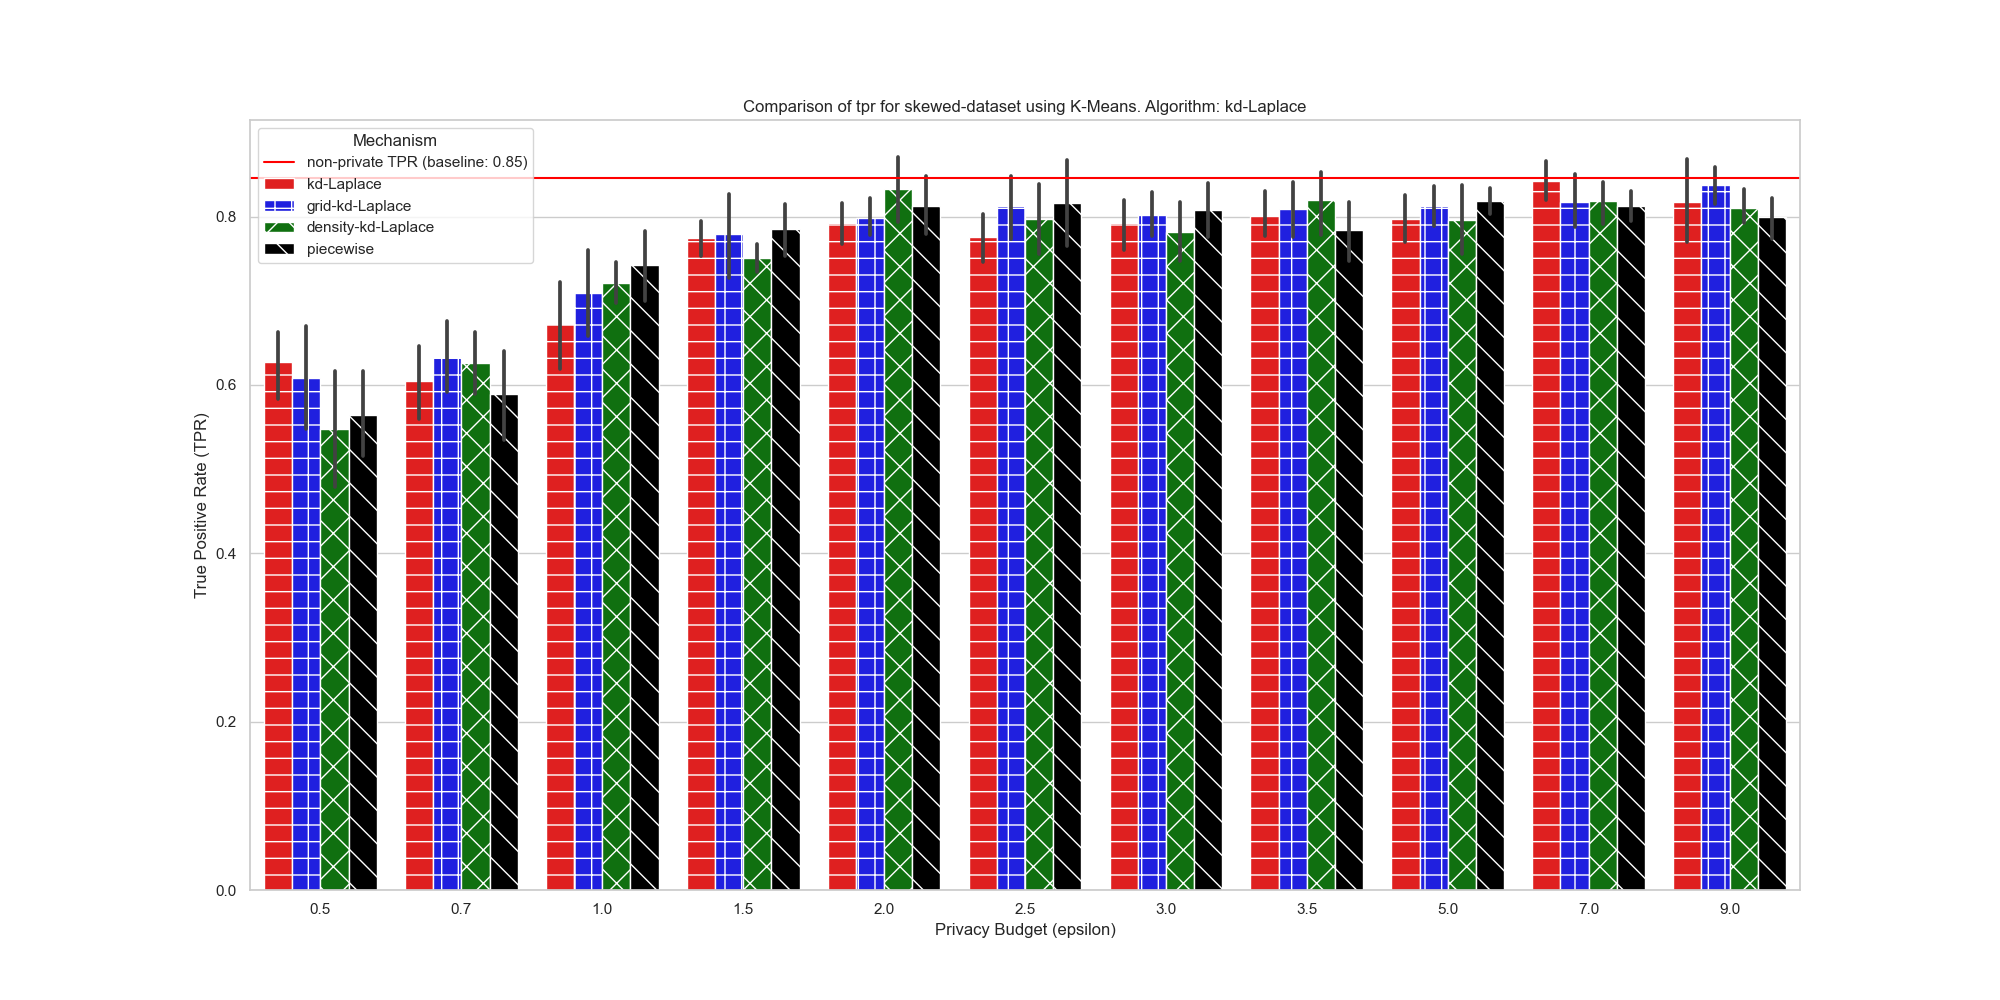 Comparison of tpr for skewed-dataset using K-Means. Algorithm: kd-Laplace
Mechanism
non-private TPR (baseline: 0.85)
kd-Laplace
grid-kd-Laplace
density-kd-Laplace
piecewise
True Positive Rate (TPR)
0.8
0.6
0.4
0.2
0.0
0.5 0.7 1.0 1.5 2.0 2.5 3.0 3.5 5.0 7.0 9.0
Privacy Budget (epsilon)